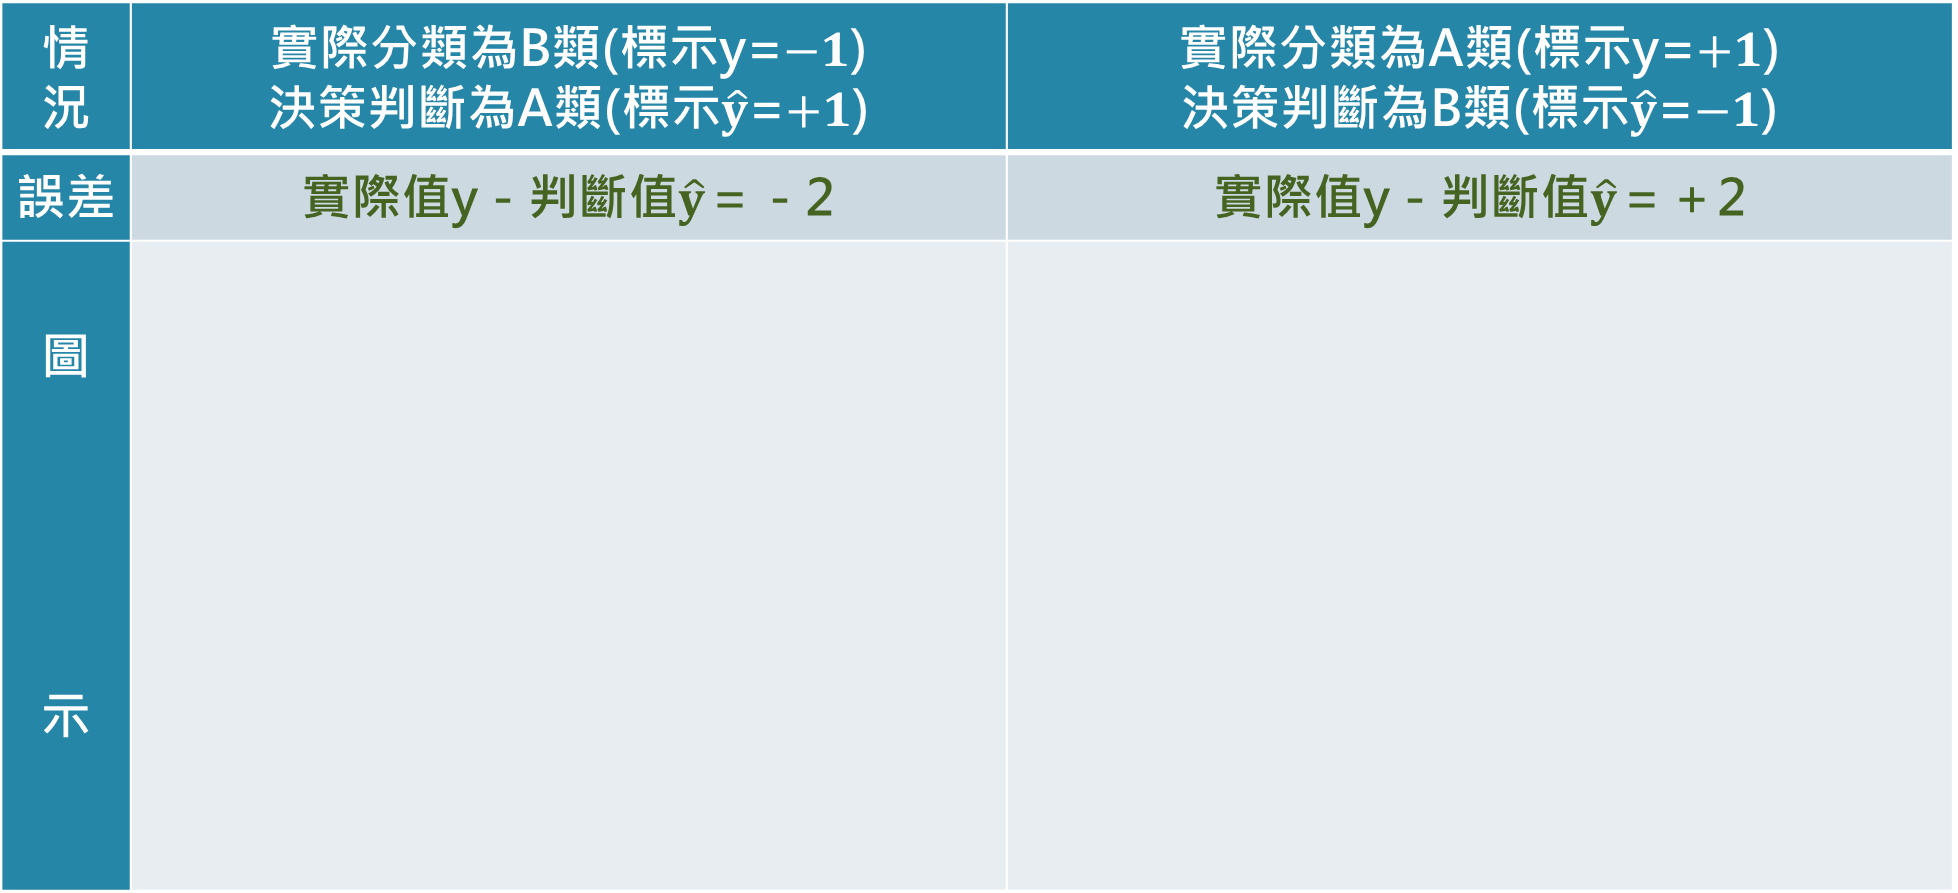 情況
實際分類為B類(標示y=−1)
決策判斷為A類(標示ŷ=+1)
實際分類為A類(標示y=+1)
決策判斷為B類(標示ŷ=−1)
誤差
實際值y - 判斷值ŷ = - 2
實際值y - 判斷值ŷ = + 2
圖
示